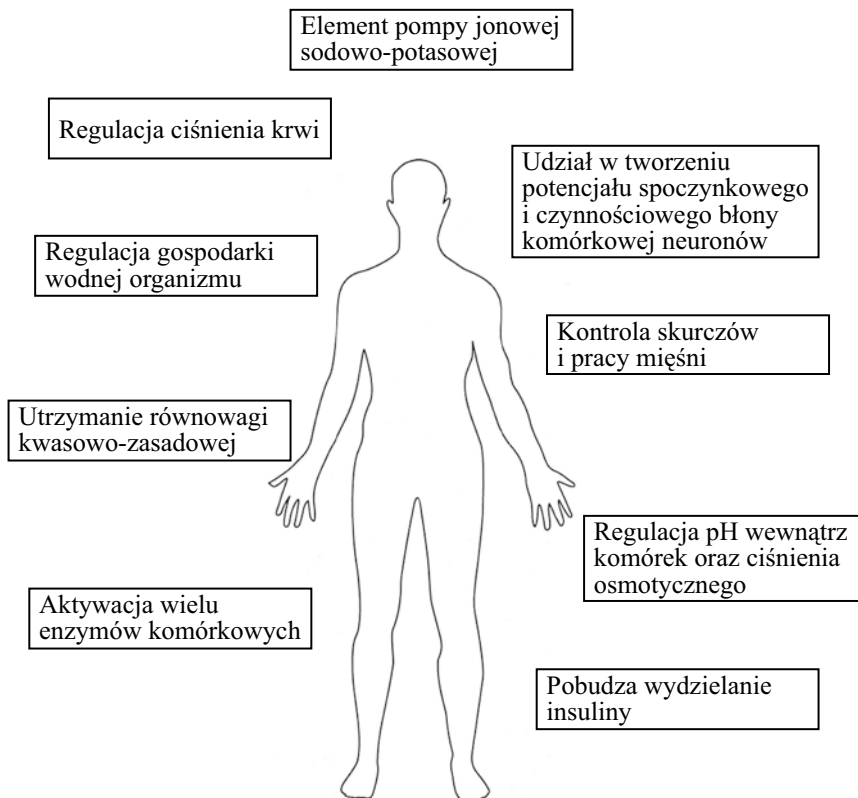 Element pompy jonowej
sodowo-potasowej
Regulacja ciśnienia krwi
Udział w tworzeniu
potencjału spoczynkowego
i czynnościowego błony
komórkowej neuronów
Regulacja gospodarki
wodnej organizmu
Kontrola skurczów
i pracy mięśni
Utrzymanie równowagi
kwasowo-zasadowej
Regulacja pH wewnątrz
komórek oraz ciśnienia
osmotycznego
Aktywacja wielu
enzymów komórkowych
Pobudza wydzielanie
insuliny